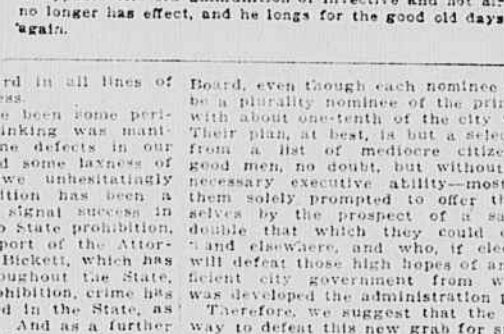 no longer has effect, and he longs for the good old days
again.
rd in all lines of
ess.
e been some peri-
inking was mani-
ne defects in our
d some laxness of
we unhesitatingly
ition has been a
signal success in
State prohibition,
port of the Attor-
Bickett, which has
oughout the State,
ohibition, crime has
d in the State, as
And as a further
Board, even though each nominee
be a plurality nominee of the pri
with about one-tenth of the city
Their plan, at best, is but a selec
from a list of mediocre citize
good men, no doubt, but without
necessary executive ability—most
them solely prompted to offer th
selves by the prospect of a sa
double that which they could
and elsewhere, and who, if elec
will defeat those high hopes of an
ficient city government from w
was developed the administration
Therefore, we suggest that the
way to defeat this new grab for